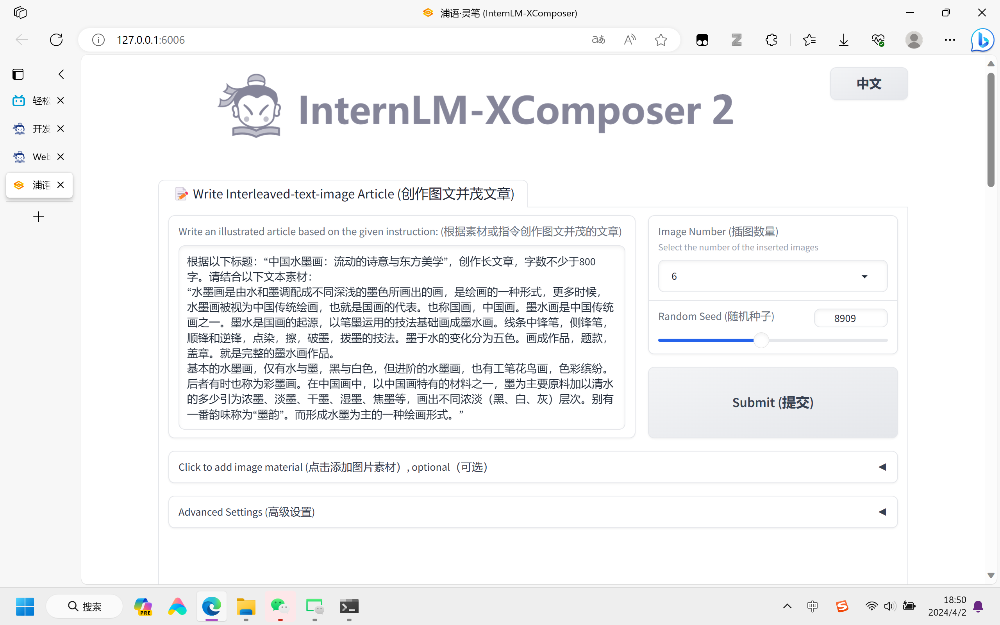 浦语·灵笔 (InternLM-XComposer)
127.0.0.1:6006
aあ
中文
InternLM-XComposer 2
轻松
开发
Web
浦语
Write Interleaved-text-image Article (创作图文并茂文章)
Write an illustrated article based on the given instruction: (根据素材或指令创作图文并茂的文章)
根据以下标题：“中国水墨画：流动的诗意与东方美学”，创作长文章，字数不少于800
字。请结合以下文本素材：
“水墨画是由水和墨调配成不同深浅的墨色所画出的画，是绘画的一种形式，更多时候，
水墨画被视为中国传统绘画，也就是国画的代表。也称国画，中国画。墨水画是中国传统
画之一。墨水是国画的起源，以笔墨运用的技法基础画成墨水画。线条中锋笔，侧锋笔，
顺锋和逆锋，点染，擦，破墨，拨墨的技法。墨于水的变化分为五色。画成作品，题款，
盖章。就是完整的墨水画作品。
基本的水墨画，仅有水与墨，黑与白色，但进阶的水墨画，也有工笔花鸟画，色彩缤纷。
后者有时也称为彩墨画。在中国画中，以中国画特有的材料之一，墨为主要原料加以清水
的多少引为浓墨、淡墨、干墨、湿墨、焦墨等，画出不同浓淡（黑、白、灰）层次。别有
一番韵味称为“墨韵”。而形成水墨为主的一种绘画形式。”
Image Number (插图数量)
Select the number of the inserted images
6
Random Seed (随机种子)
8909
Submit (提交)
Click to add image material (点击添加图片素材）, optional（可选）
Advanced Settings (高级设置)
搜索
PRE
中
18:50
2024/4/2